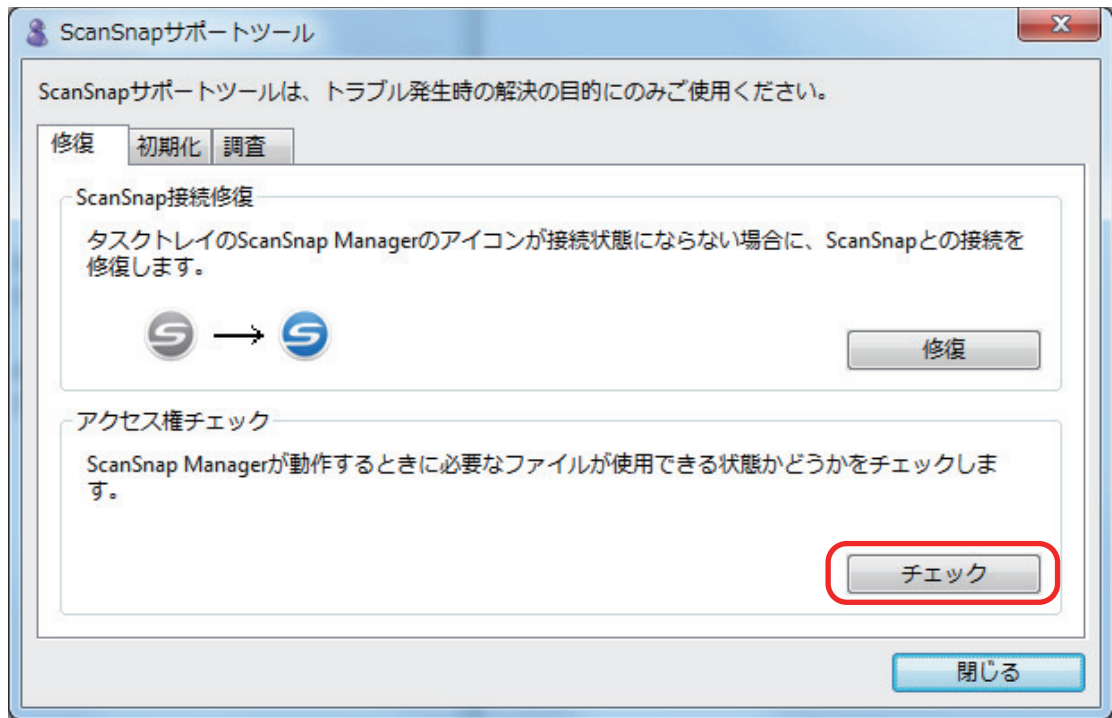 ScanSnapサポートツール
ScanSnapサポートツールは、トラブル発生時の解決の目的にのみご使用ください。
修復 初期化 調査
ScanSnap接続修復
タスクトレイのScanSnap Managerのアイコンが接続状態にならない場合に、ScanSnapとの接続を
修復します。
修復
アクセス権チェック
ScanSnap Managerが動作するときに必要なファイルが使用できる状態かどうかをチェックしま
す。
チェック
閉じる